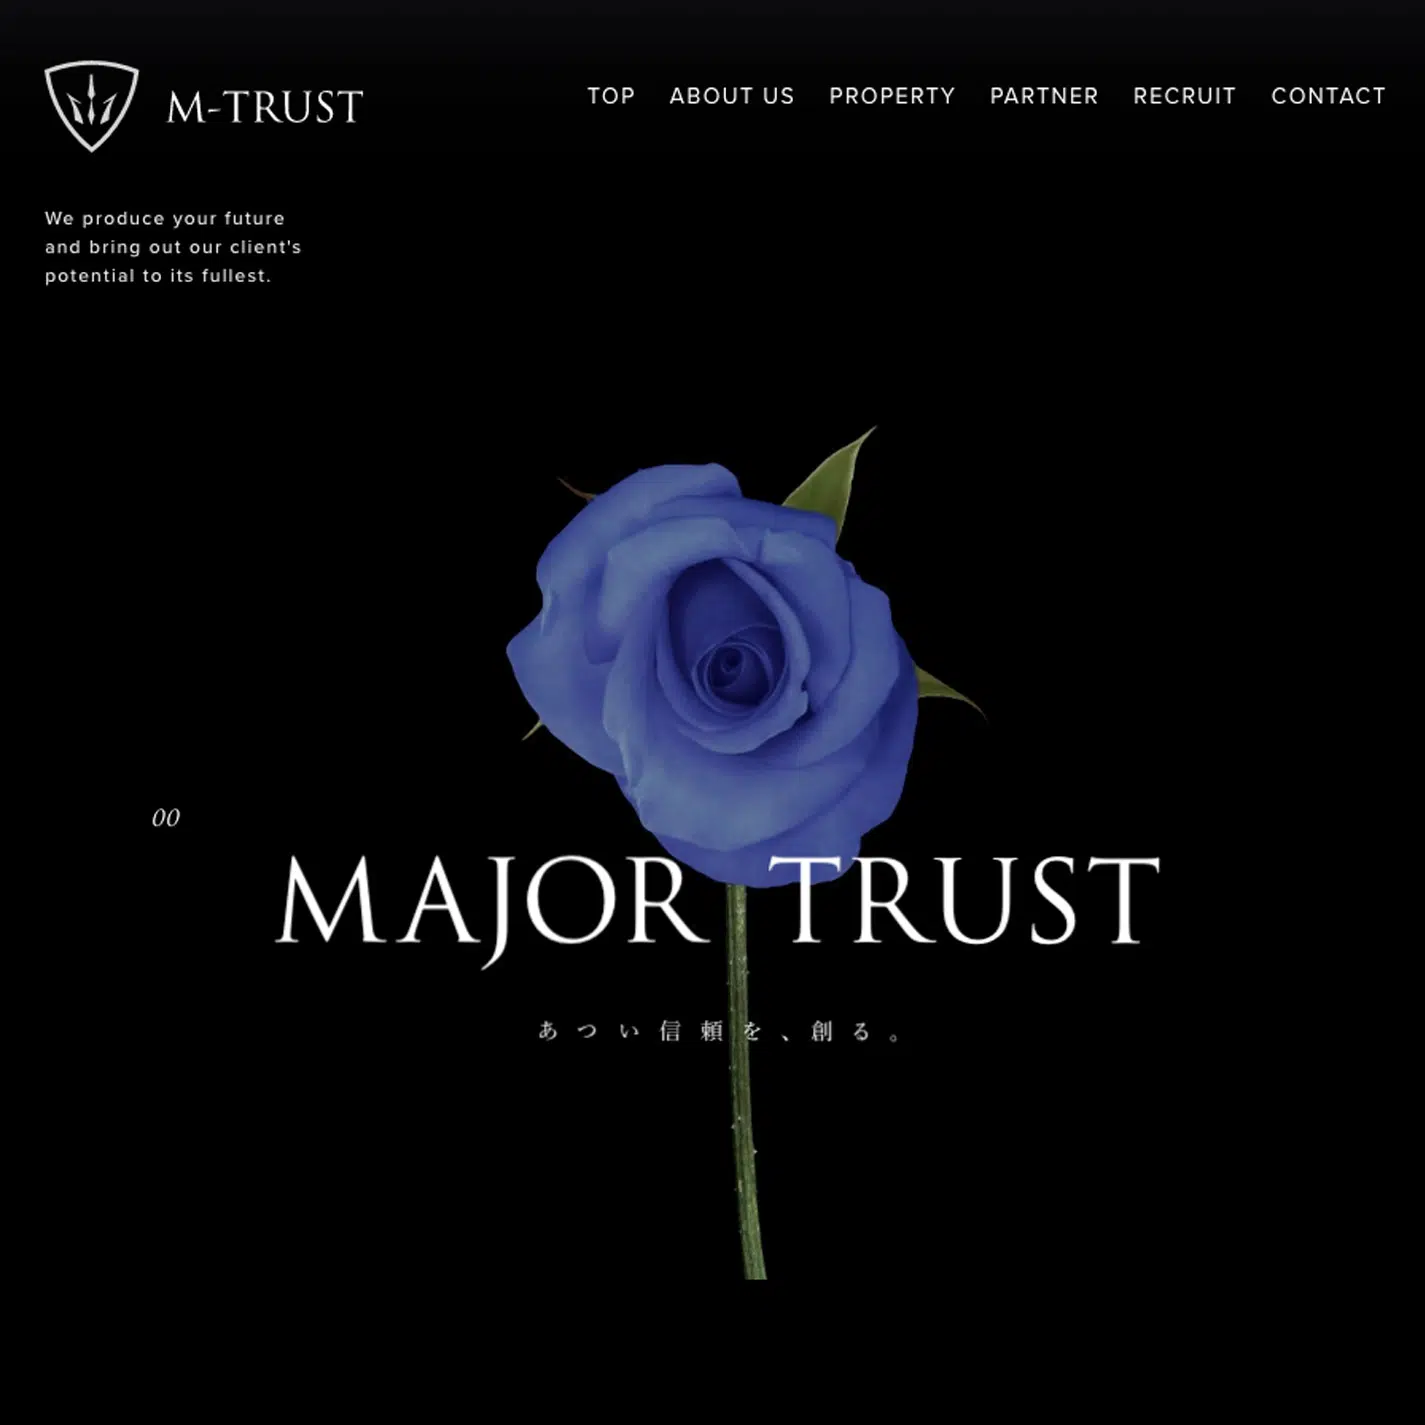 M-TRUST
TOP ABOUT US PROPERTY PARTNER RECRUIT CONTACT
We produce your future
and bring out our client's
potential to its fullest.
00
MAJOR TRUST
あつい信頼を、創る。